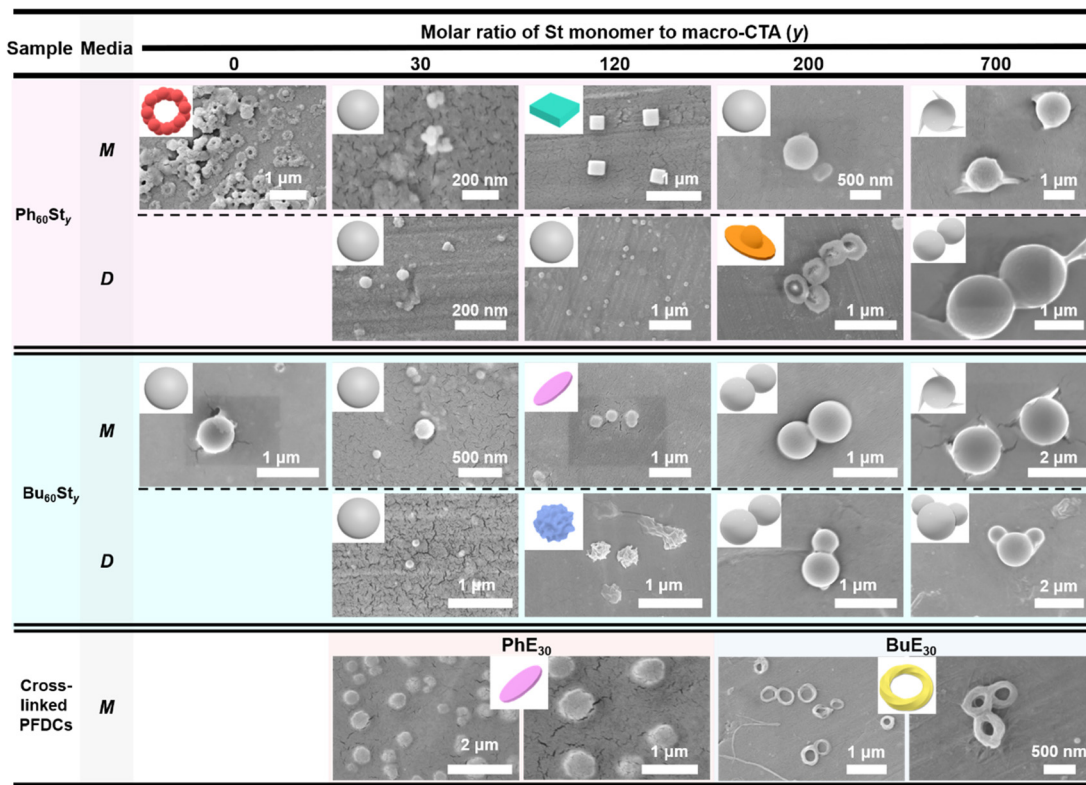 Molar ratio of St monomer to macro-CTA (y)
Sample Media
0 30 120 200 700
M
1 µm 200 nm 1 µm 500 nm 1 µm
Ph60Sty
D
200 nm 1 µm 1 µm 1 µm
M
1 µm 500 nm 1 µm 1 µm 2 µm
Bu60Sty
D
1 µm 1 µm 1 µm 2 µm
PhE30 BuE30
Cross-
linked
PFDCs
M
2 µm 1 µm 1 µm 500 nm